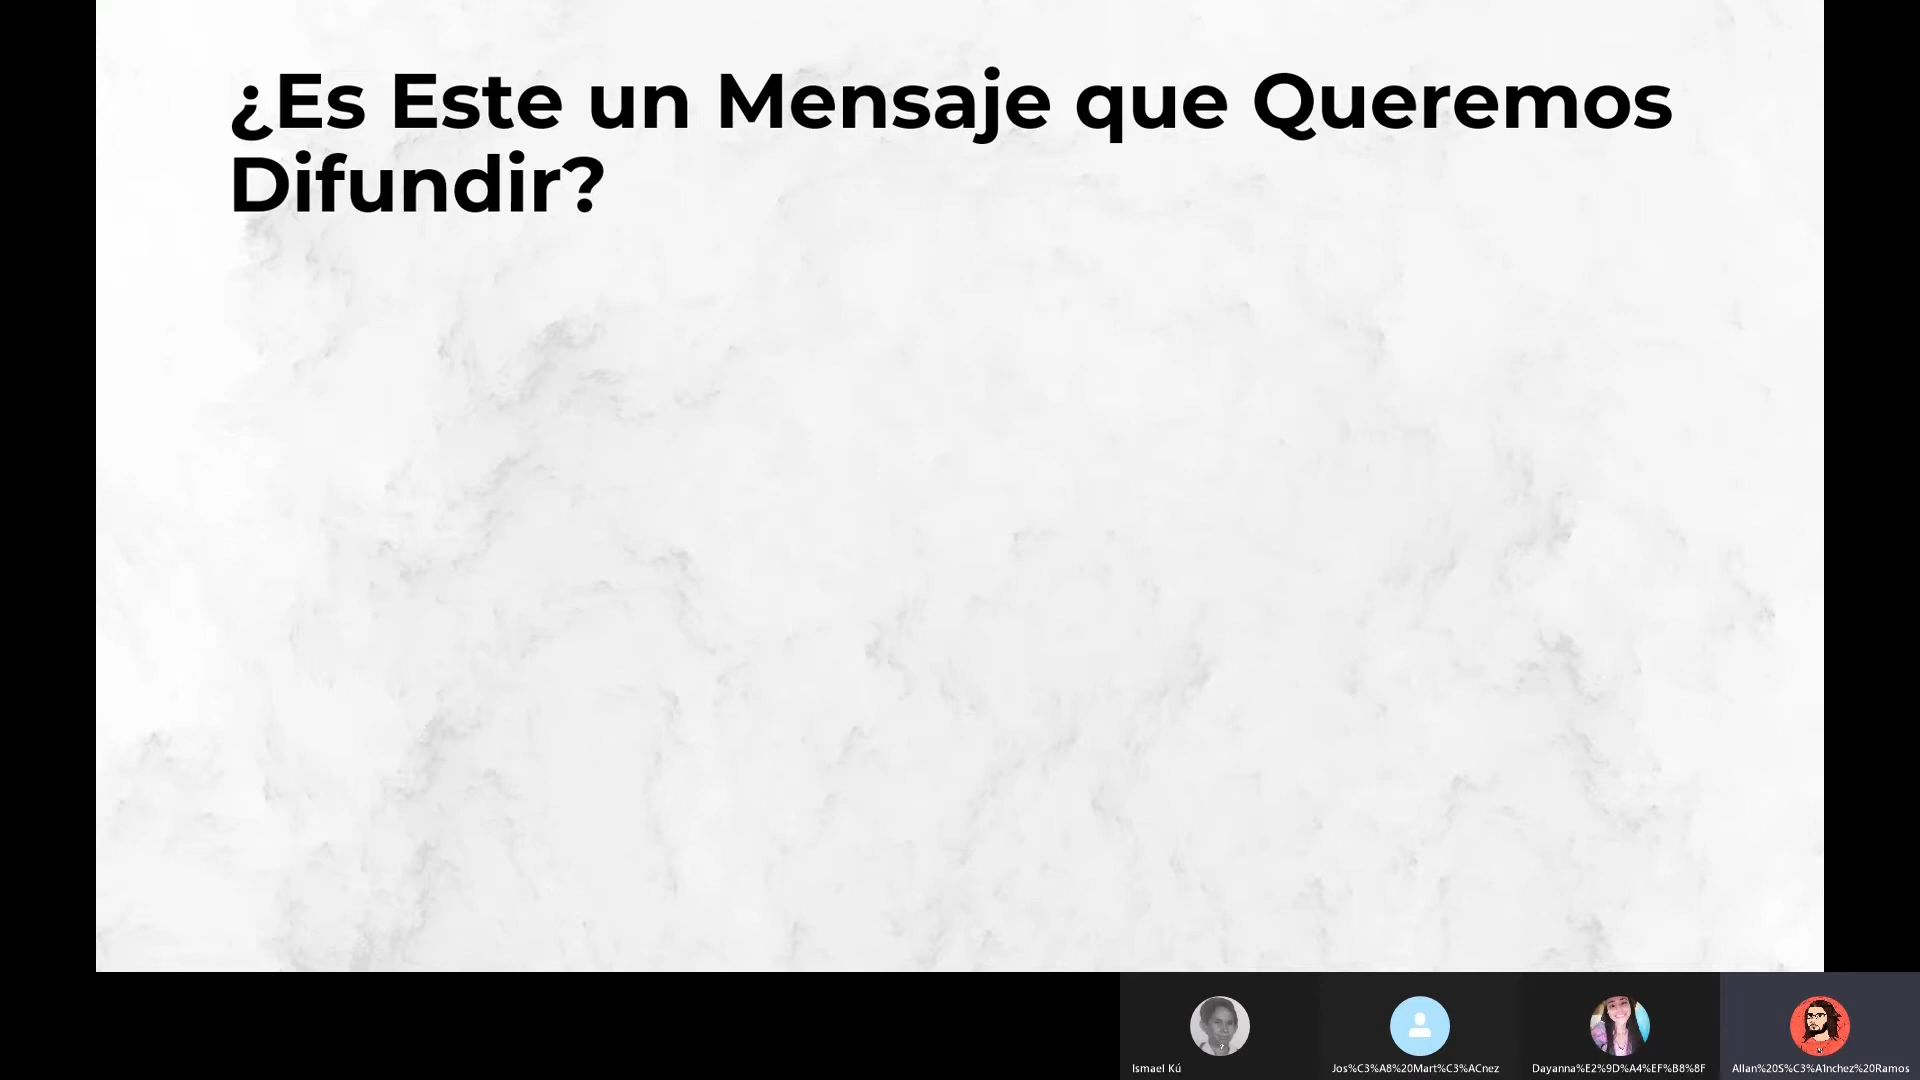 ¿Es Este un Mensaje que Queremos
Difundir?
Ismael Kú
Jos%C3%A8%20Mart%C3%ACnez
Dayanna%E2%9D%A4%EF%B8%8F
Allan%20S%C3%A1nchez%20Ramos